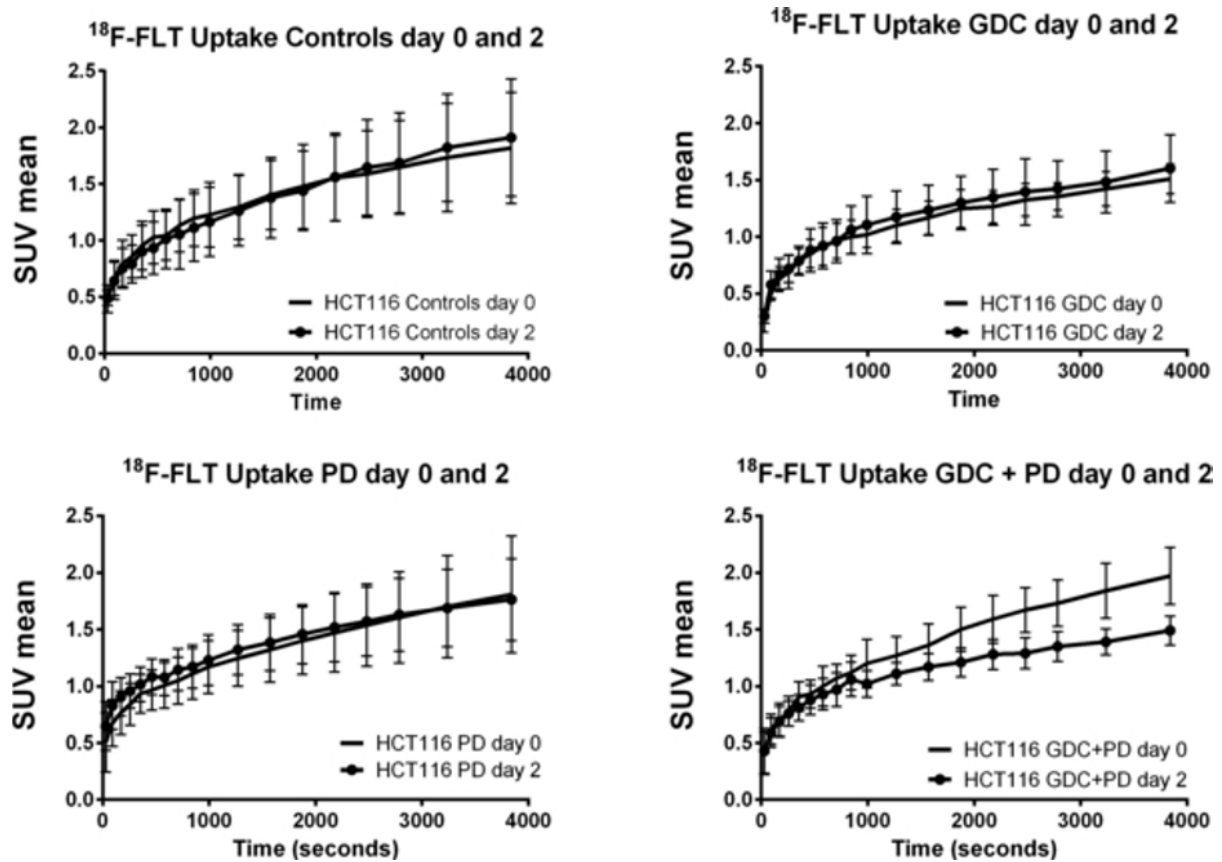 18F-FLT Uptake Controls day 0 and 2
SUV mean
2.5
2.0
1.5
1.0
0.5
0.0
HCT116 Controls day 0
HCT116 Controls day 2
0 1000 2000 3000 4000
Time
18F-FLT Uptake GDC day 0 and 2
SUV mean
2.5
2.0
1.5
1.0
0.5
0.0
HCT116 GDC day 0
HCT116 GDC day 2
0 1000 2000 3000 4000
Time
18F-FLT Uptake PD day 0 and 2
SUV mean
2.5
2.0
1.5
1.0
0.5
0.0
HCT116 PD day 0
HCT116 PD day 2
0 1000 2000 3000 4000
Time (seconds)
18F-FLT Uptake GDC + PD day 0 and 2
SUV mean
2.5
2.0
1.5
1.0
0.5
0.0
HCT116 GDC+PD day 0
HCT116 GDC+PD day 2
0 1000 2000 3000 4000
Time (seconds)